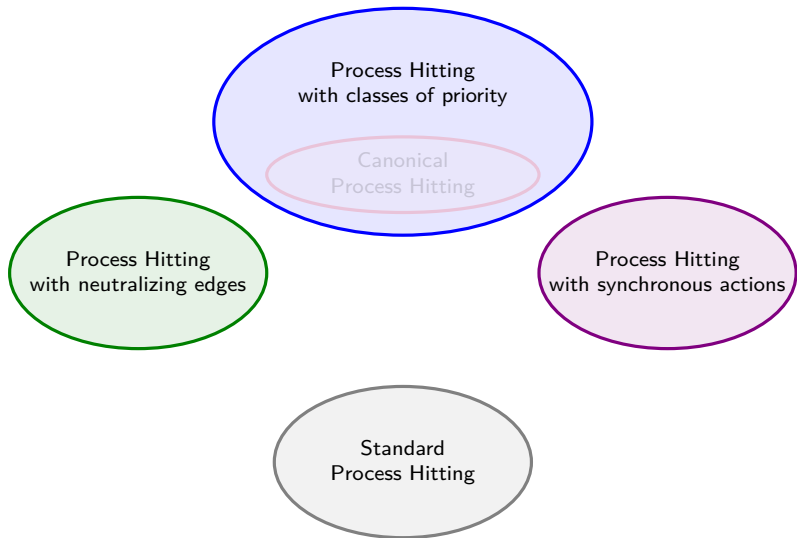 Process Hitting
with classes of priority
Canonical
Process Hitting
Process Hitting
with neutralizing edges
Process Hitting
with synchronous actions
Standard
Process Hitting